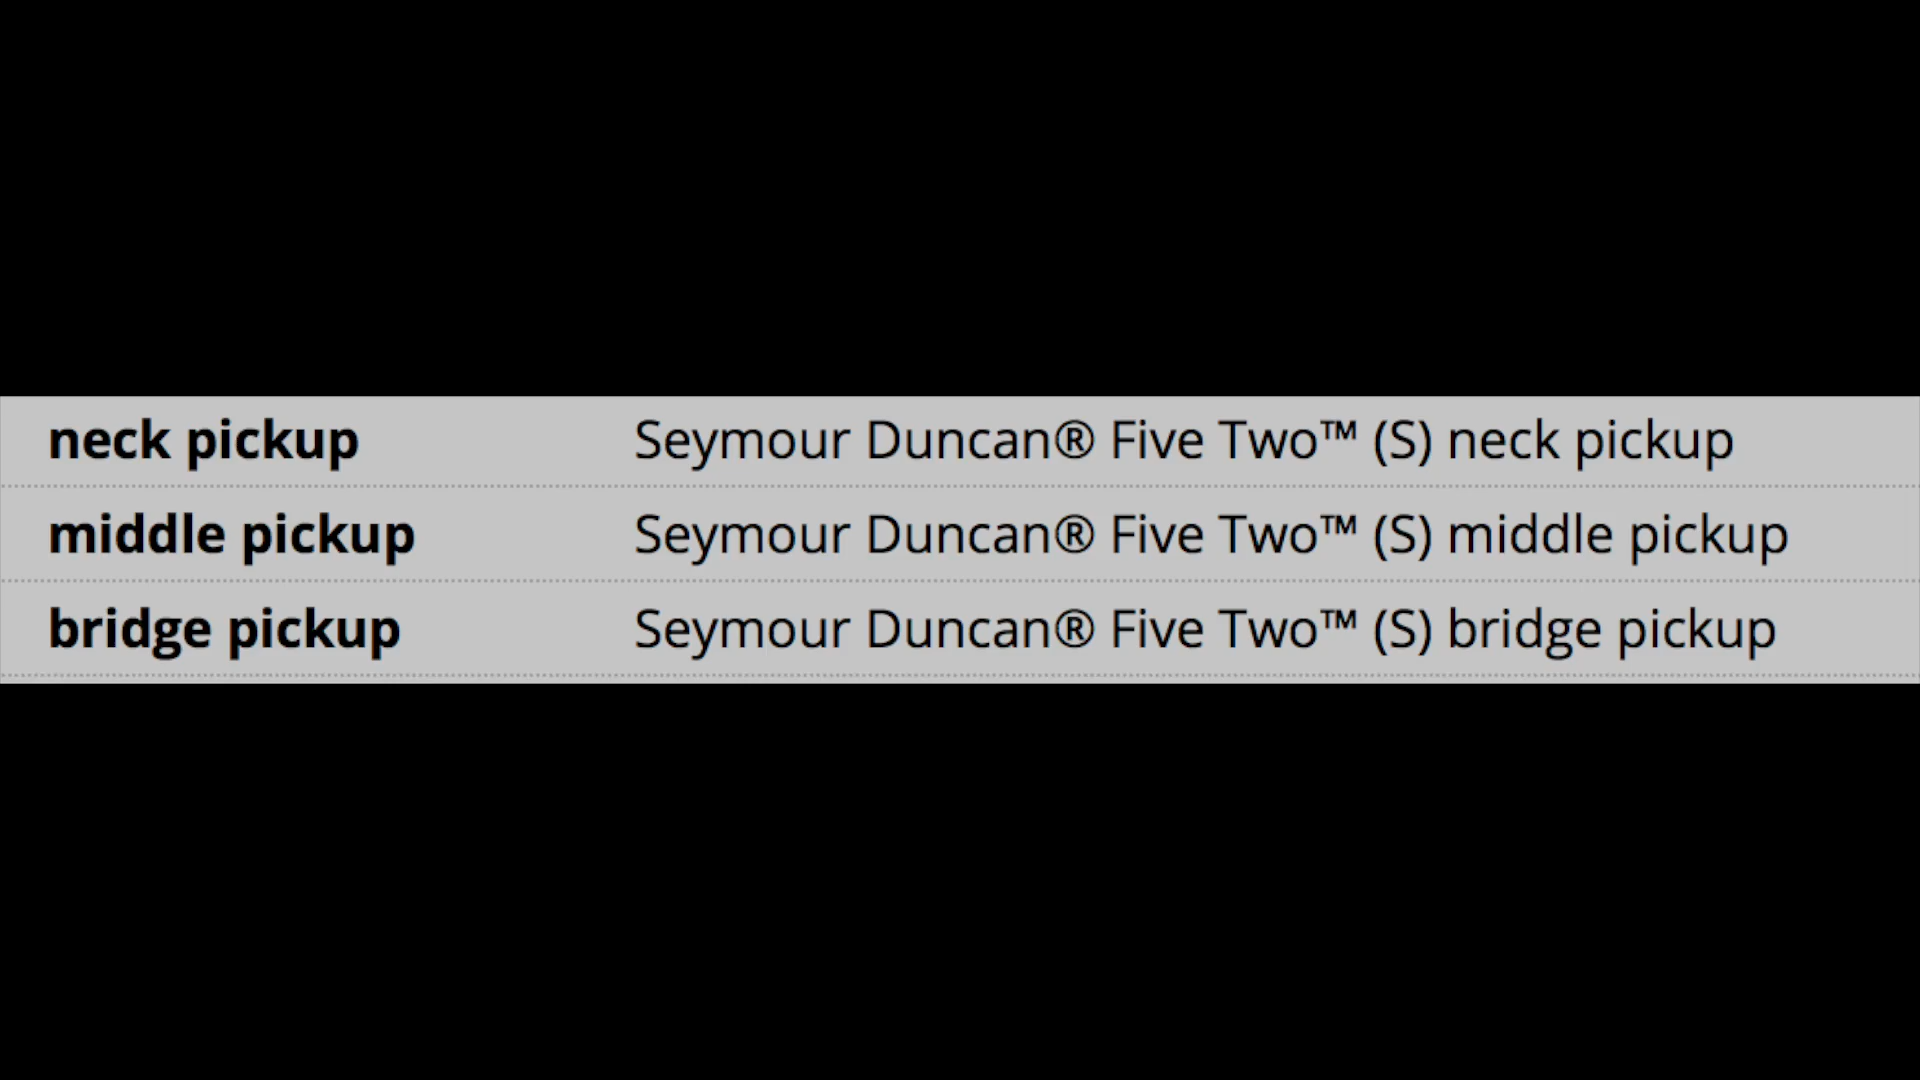 neck pickup Seymour Duncan® Five Two™ (S) neck pickup
middle pickup Seymour Duncan® Five Two™ (S) middle pickup
bridge pickup Seymour Duncan® Five Two™ (S) bridge pickup